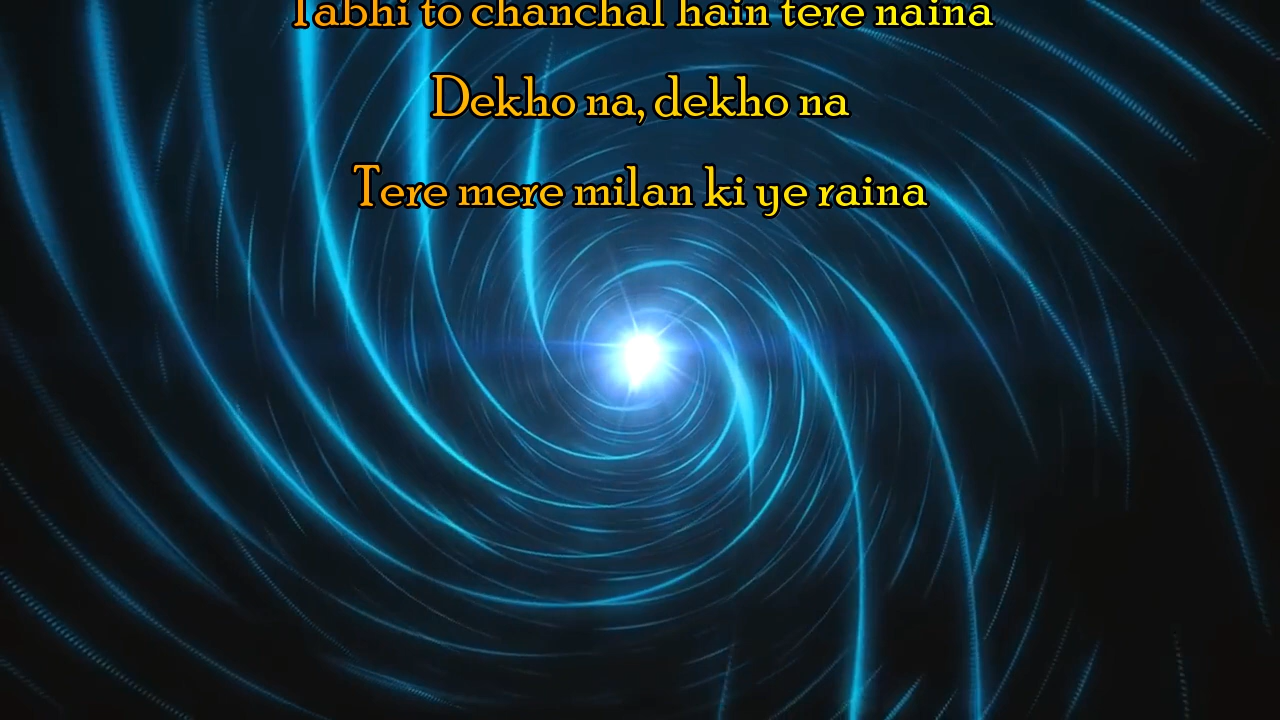 Tabhi to chanchal hain tere naina
Dekho na, dekho na
Tere mere milan ki ye raina